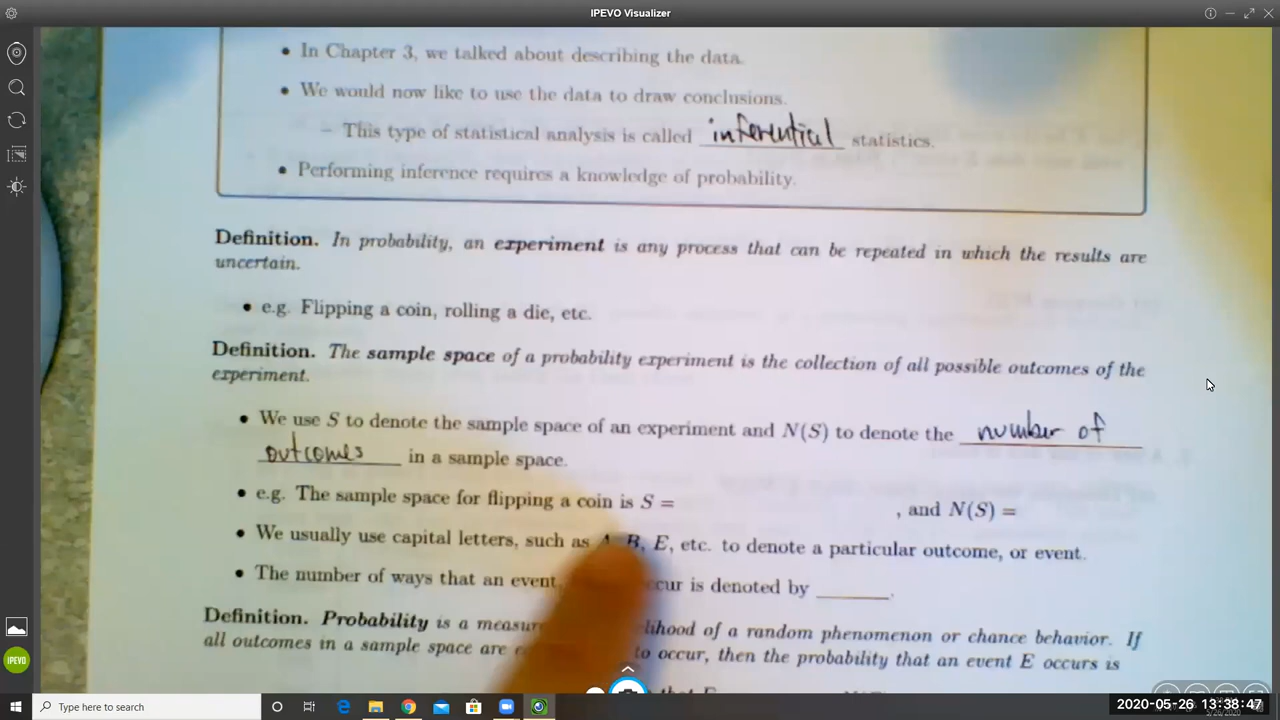 IPEVO Visualizer
• In Chapter 3, we talked about describing the data.
• We would now like to use the data to draw conclusions.
– This type of statistical analysis is called inferential statistics.
• Performing inference requires a knowledge of probability.
Definition. In probability, an experiment is any process that can be repeated in which the results are
uncertain.
• e.g. Flipping a coin, rolling a die, etc.
Definition. The sample space of a probability experiment is the collection of all possible outcomes of the
experiment.
• We use S to denote the sample space of an experiment and N(S) to denote the number of
outcomes in a sample space.
• e.g. The sample space for flipping a coin is S = , and N(S) =
• We usually use capital letters, such as B, E, etc. to denote a particular outcome, or event.
• The number of ways that an event, occur is denoted by ______.
Definition. Probability is a measure likelihood of a random phenomenon or chance behavior. If
all outcomes in a sample space are to occur, then the probability that an event E occurs is
iPEVO
Type here to search
2020-05-26 13:38:47